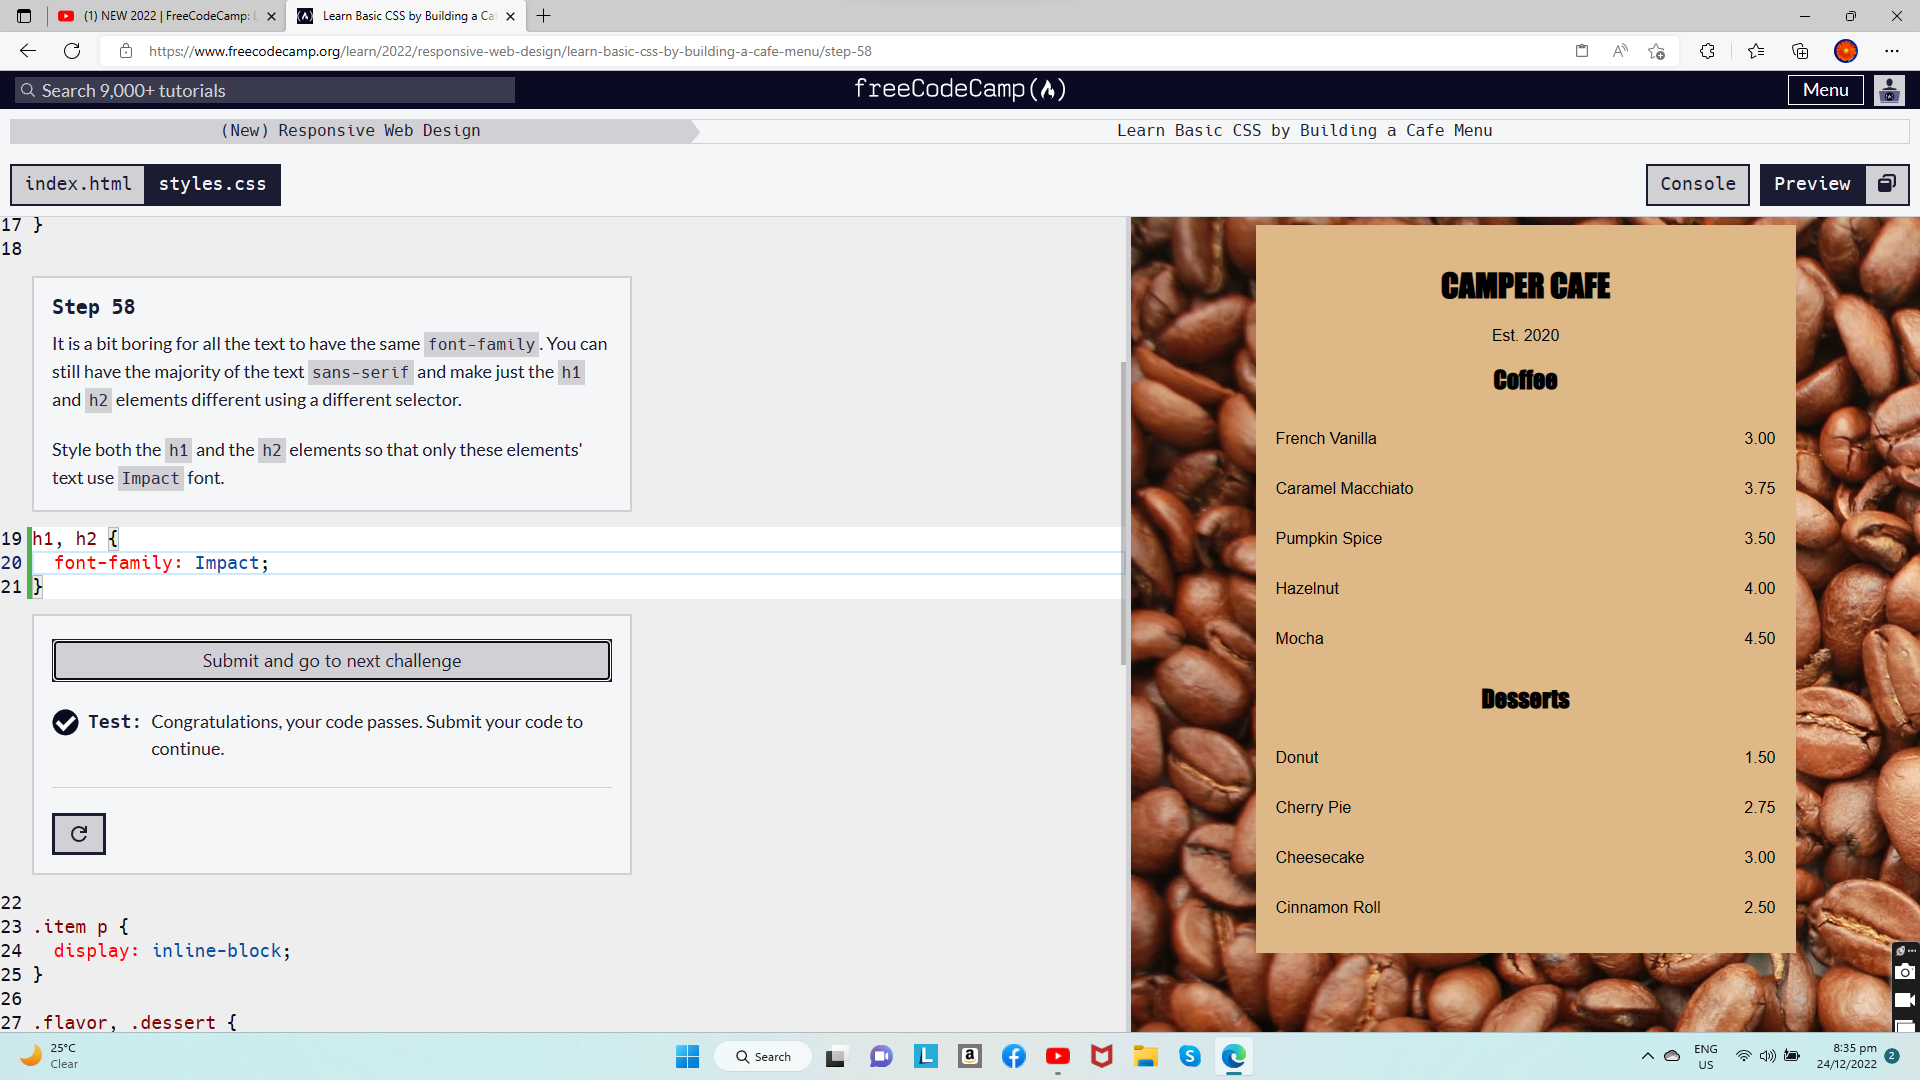 (1) NEW 2022 | FreeCodeCamp: L
Learn Basic CSS by Building a Caf
https://www.freecodecamp.org/learn/2022/responsive-web-design/learn-basic-css-by-building-a-cafe-menu/step-58
Search 9,000+ tutorials
freeCodeCamp
Menu
(New) Responsive Web Design
Learn Basic CSS by Building a Cafe Menu
index.html
styles.css
Console
Preview
17 }
18
Step 58
It is a bit boring for all the text to have the same font-family. You can
still have the majority of the text sans-serif and make just the h1
and h2 elements different using a different selector.
Style both the h1 and the h2 elements so that only these elements'
text use Impact font.
19 h1, h2 {
20   font-family: Impact;
21 }
Submit and go to next challenge
Test: Congratulations, your code passes. Submit your code to
continue.
22
23 .item p {
24   display: inline-block;
25 }
26
27 .flavor, .dessert {
CAMPER CAFE
Est. 2020
Coffee
French Vanilla 3.00
Caramel Macchiato 3.75
Pumpkin Spice 3.50
Hazelnut 4.00
Mocha 4.50
Desserts
Donut 1.50
Cherry Pie 2.75
Cheesecake 3.00
Cinnamon Roll 2.50
25°C
Clear
Search
ENG
US
8:35 pm
24/12/2022
2